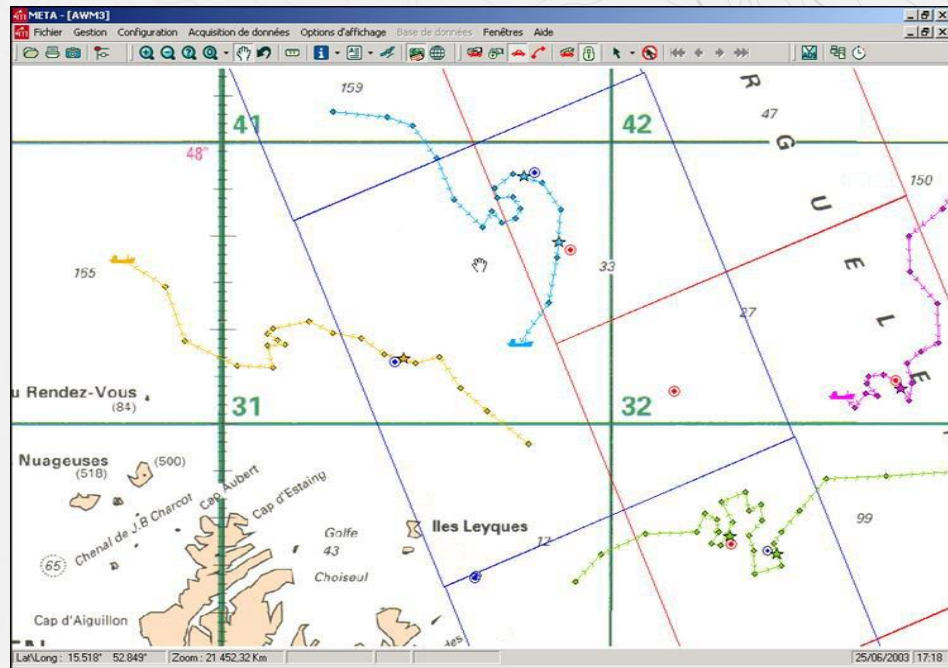 META - [AWM3]
Fichier Gestion Configuration Acquisition de données Options d'affichage Base de données Fenêtres Aide
159
R
47
41
42
48°
G
150
U
E
155
33
L
27
E
u Rendez-Vous
(84)
31
32
Nuageuses
(518)
(500)
Cap Aubert
Cap d'Estaing
Chenal de J.B Charcot
Iles Leyques
99
12
Golfe
43
65
Choiseul
Cap d'Aiguillon
des
EN
Lat\Long : 15.518° 52.849° Zoom : 21 452,32 Km 25/06/2003 17:18